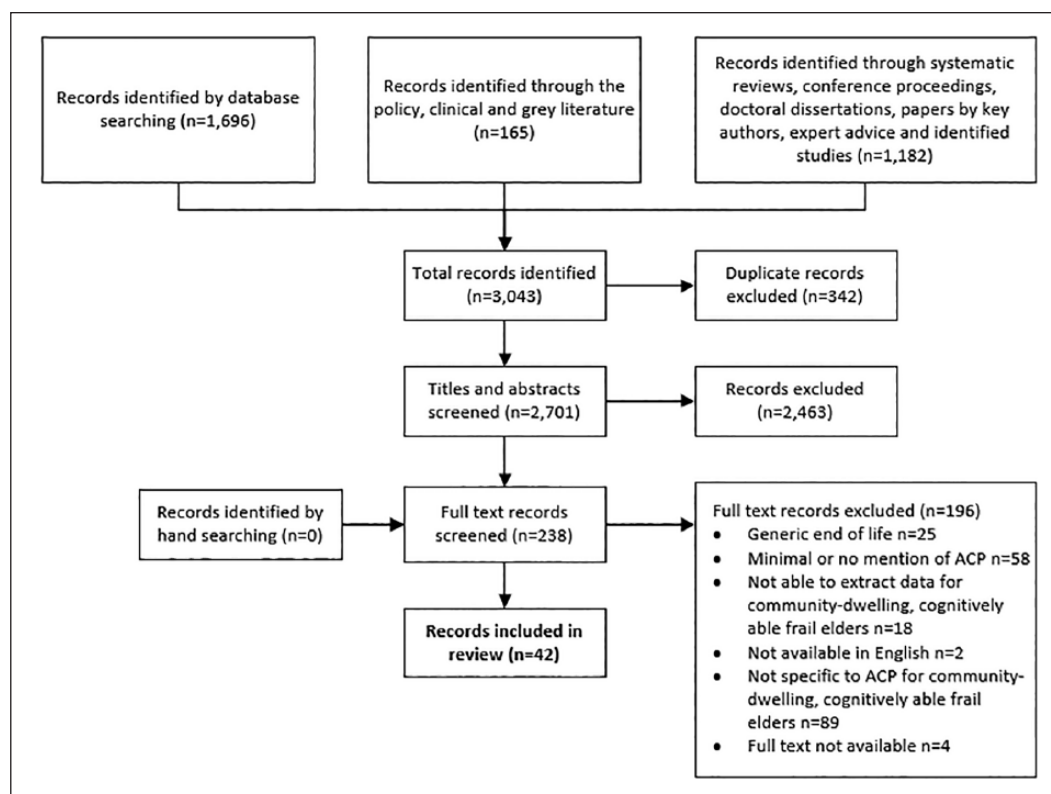 Records identified by database
searching (n=1,696)
Records identified through the
policy, clinical and grey literature
(n=165)
Records identified through systematic
reviews, conference proceedings,
doctoral dissertations, papers by key
authors, expert advice and identified
studies (n=1,182)
Total records identified
(n=3,043)
Duplicate records
excluded (n=342)
Titles and abstracts
screened (n=2,701)
Records excluded
(n=2,463)
Records identified by
hand searching (n=0)
Full text records
screened (n=238)
Full text records excluded (n=196)
• Generic end of life n=25
• Minimal or no mention of ACP n=58
• Not able to extract data for
community-dwelling, cognitively
able frail elders n=18
• Not available in English n=2
• Not specific to ACP for community-
dwelling, cognitively able frail
elders n=89
• Full text not available n=4
Records included in
review (n=42)